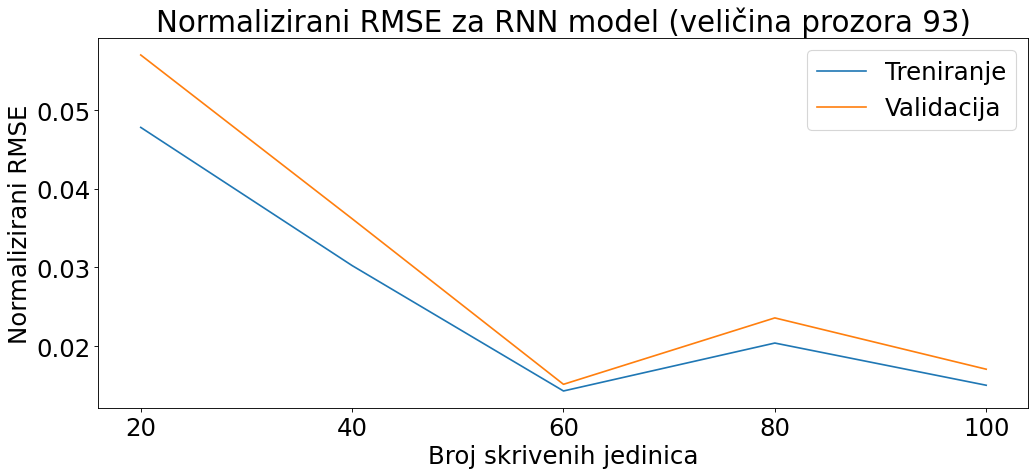 Normalizirani RMSE za RNN model (veličina prozora 93)
Treniranje
Validacija
Normalizirani RMSE
0.05
0.04
0.03
0.02
20 40 60 80 100
Broj skrivenih jedinica